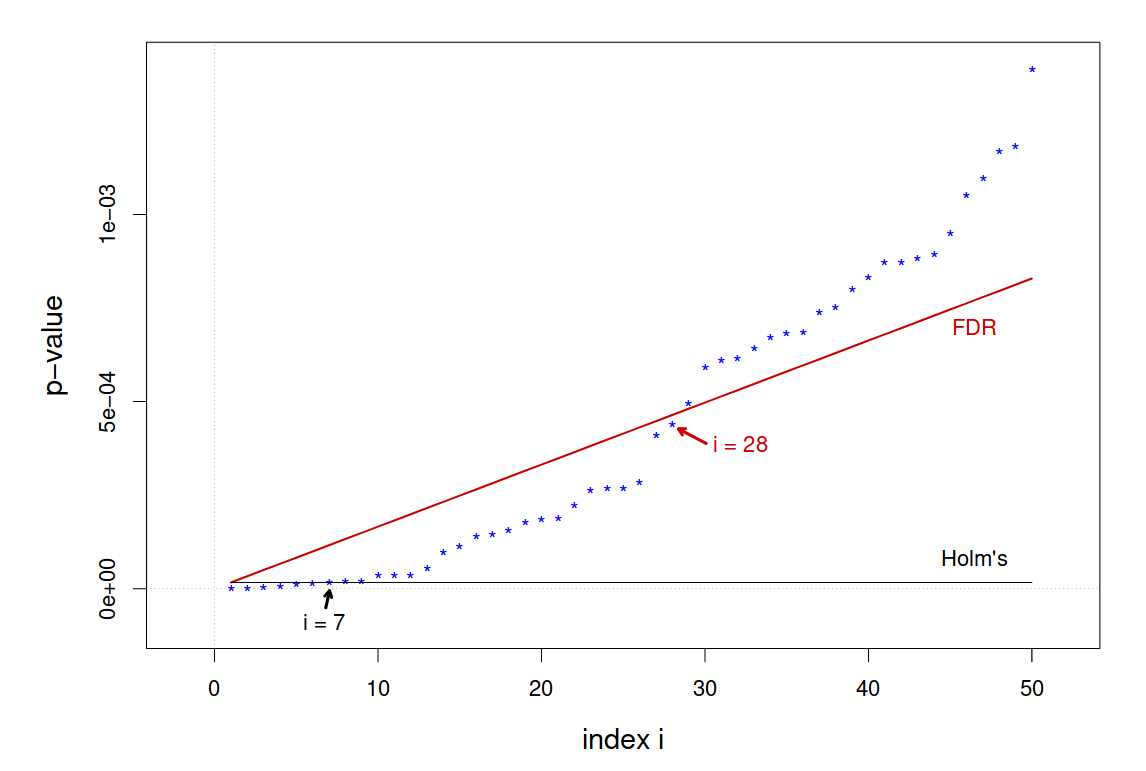 p−value
1e−03
5e−04
0e+00
FDR
i = 28
Holm's
i = 7
0 10 20 30 40 50
index i